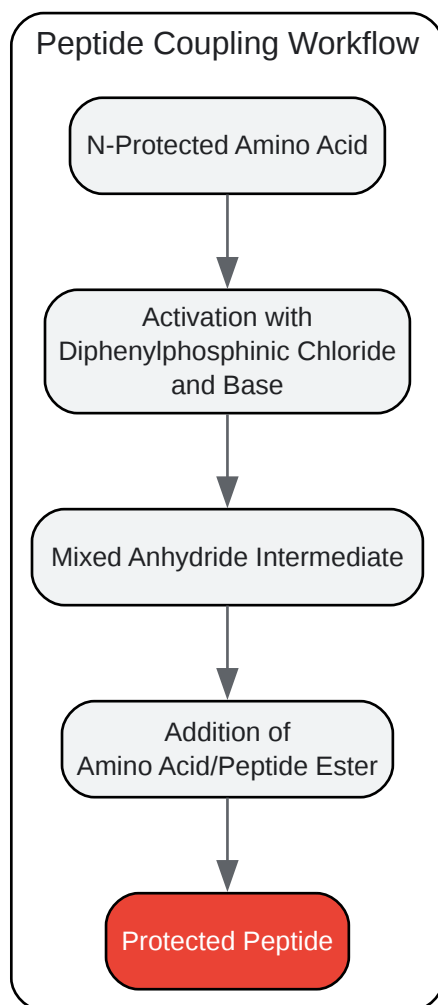 Peptide Coupling Workflow
N-Protected Amino Acid
Activation with
Diphenylphosphinic Chloride
and Base
Mixed Anhydride Intermediate
Addition of
Amino Acid/Peptide Ester
Protected Peptide